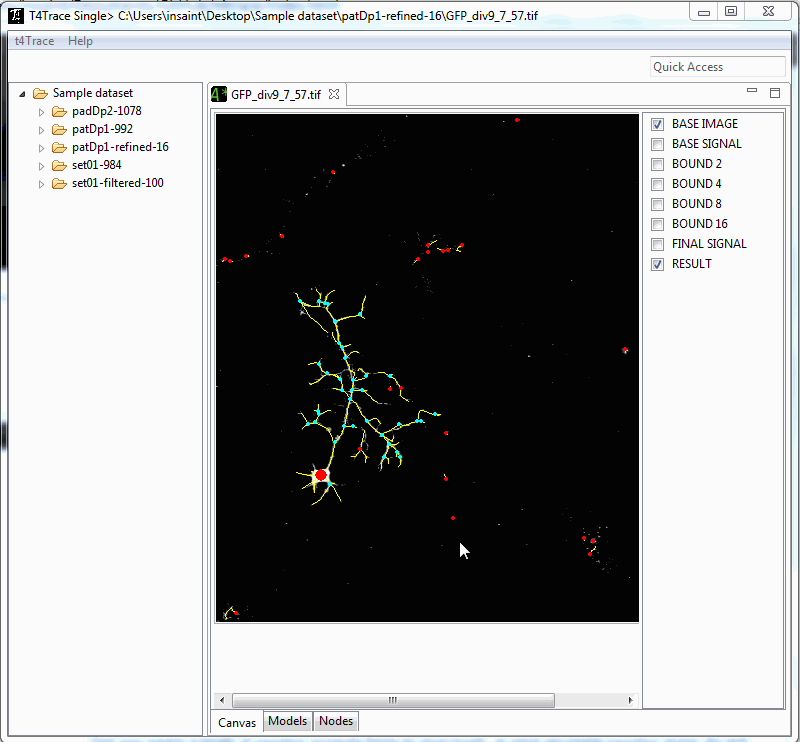 T4Trace Single> C:\Users\insaint\Desktop\Sample dataset\patDp1-refined-16\GFP_div9_7_57.tif
t4Trace Help
Quick Access
Sample dataset
padDp2-1078
patDp1-992
patDp1-refined-16
set01-984
set01-filtered-100
GFP_div9_7_57.tif
BASE IMAGE
BASE SIGNAL
BOUND 2
BOUND 4
BOUND 8
BOUND 16
FINAL SIGNAL
RESULT
Canvas Models Nodes